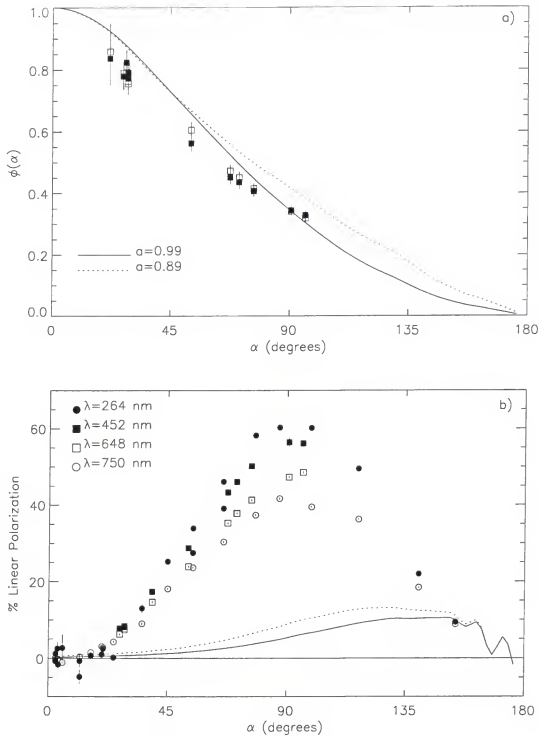 a)
1.0
0.8
0.6
0.4
0.2
0.0
ϕ(α)
a=0.99
a=0.89
0 45 90 135 180
α (degrees)
b)
λ=264 nm
λ=452 nm
λ=648 nm
λ=750 nm
60
40
20
0
% Linear Polarization
0 45 90 135 180
α (degrees)